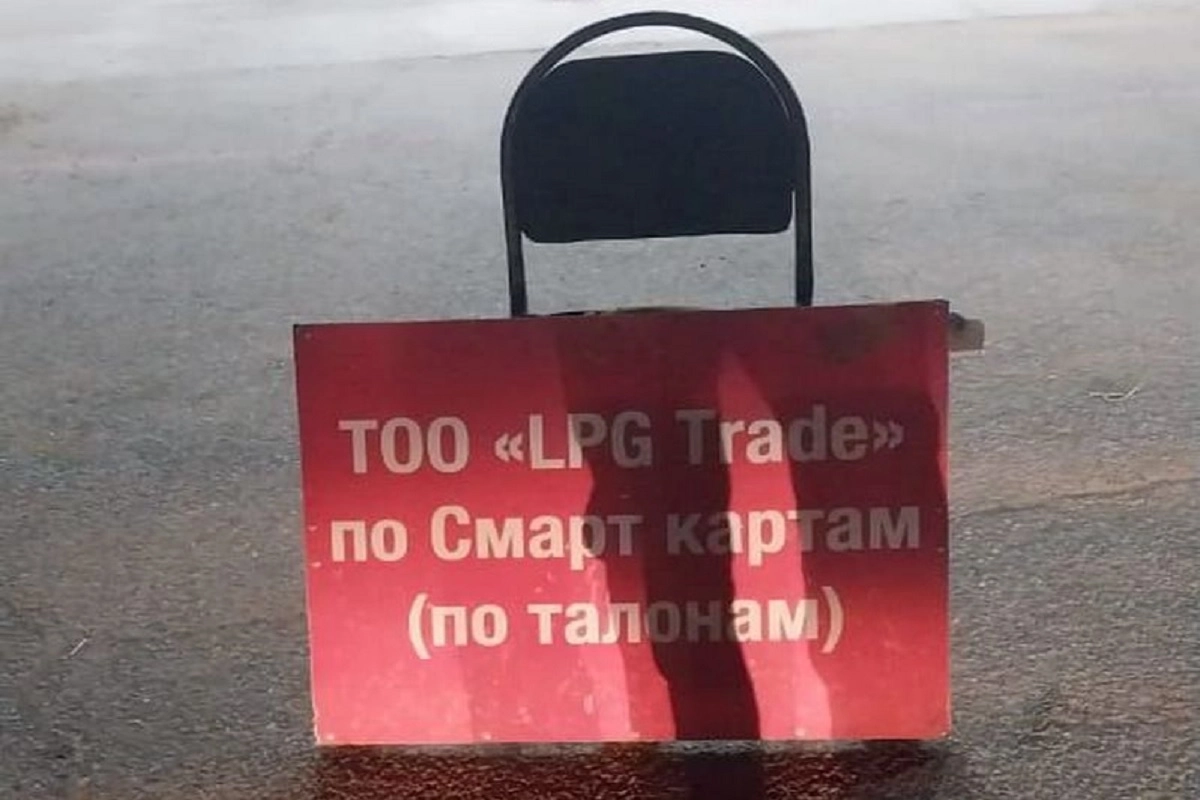 ТОО «LPG Trade»
по Смарт картам
(по талонам)